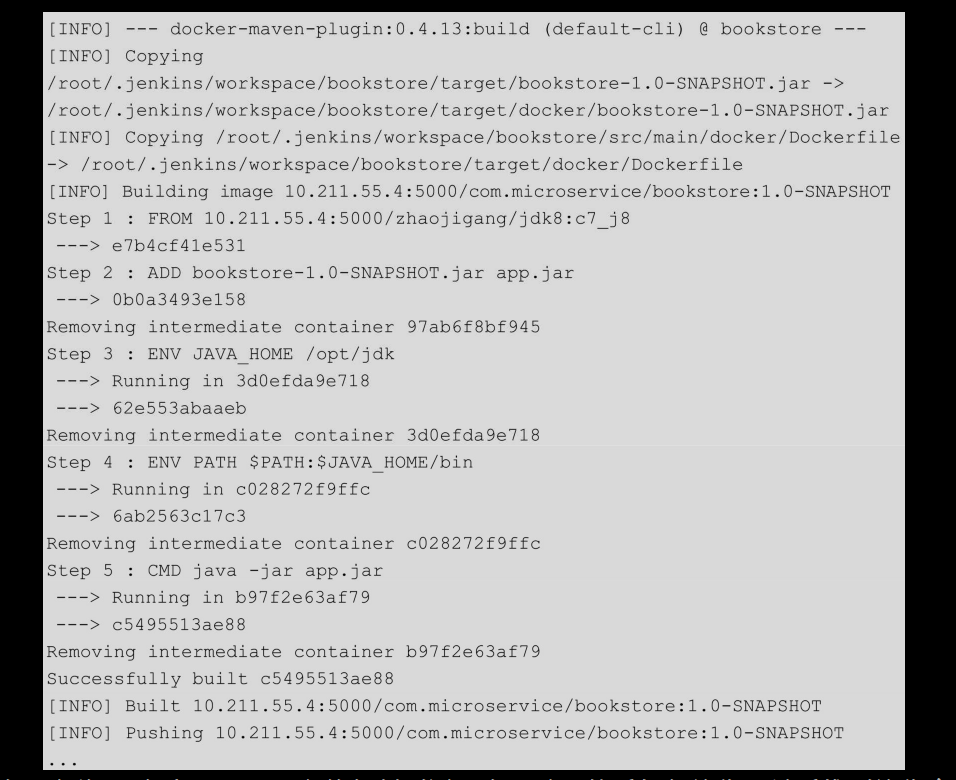 [INFO] --- docker-maven-plugin:0.4.13:build (default-cli) @ bookstore ---
[INFO] Copying
/root/.jenkins/workspace/bookstore/target/bookstore-1.0-SNAPSHOT.jar ->
/root/.jenkins/workspace/bookstore/target/docker/bookstore-1.0-SNAPSHOT.jar
[INFO] Copying /root/.jenkins/workspace/bookstore/src/main/docker/Dockerfile
-> /root/.jenkins/workspace/bookstore/target/docker/Dockerfile
[INFO] Building image 10.211.55.4:5000/com.microservice/bookstore:1.0-SNAPSHOT
Step 1 : FROM 10.211.55.4:5000/zhaojigang/jdk8:c7_j8
 ---> e7b4cf41e531
Step 2 : ADD bookstore-1.0-SNAPSHOT.jar app.jar
 ---> 0b0a3493e158
Removing intermediate container 97ab6f8bf945
Step 3 : ENV JAVA_HOME /opt/jdk
 ---> Running in 3d0efda9e718
 ---> 62e553abaaeb
Removing intermediate container 3d0efda9e718
Step 4 : ENV PATH $PATH:$JAVA_HOME/bin
 ---> Running in c028272f9ffc
 ---> 6ab2563c17c3
Removing intermediate container c028272f9ffc
Step 5 : CMD java -jar app.jar
 ---> Running in b97f2e63af79
 ---> c5495513ae88
Removing intermediate container b97f2e63af79
Successfully built c5495513ae88
[INFO] Built 10.211.55.4:5000/com.microservice/bookstore:1.0-SNAPSHOT
[INFO] Pushing 10.211.55.4:5000/com.microservice/bookstore:1.0-SNAPSHOT
...